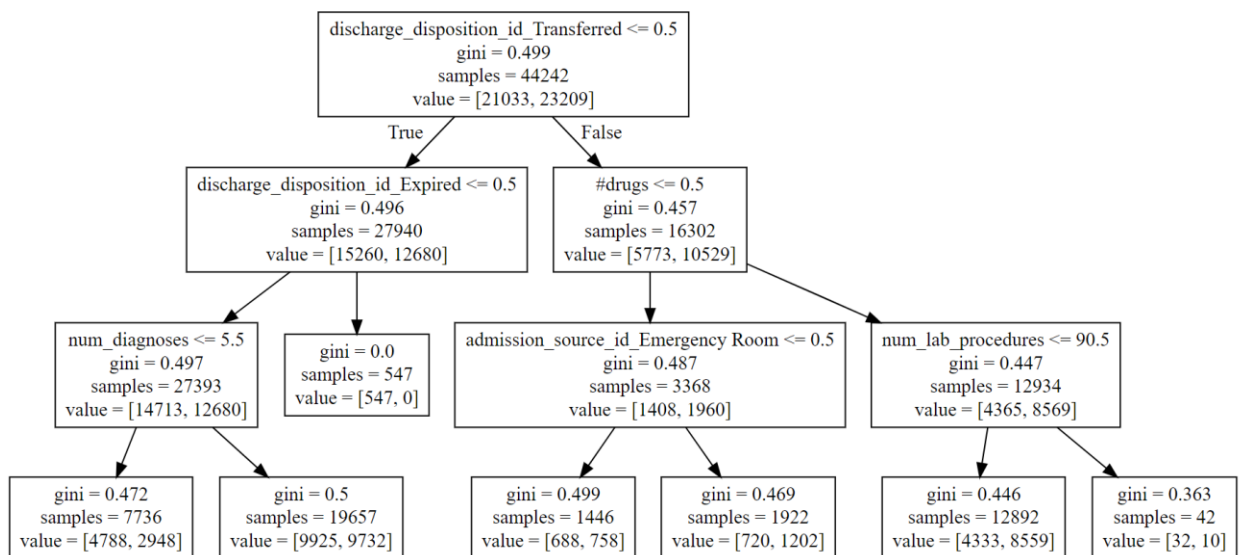 discharge_disposition_id_Transferred <= 0.5
gini = 0.499
samples = 44242
value = [21033, 23209]
True
False
discharge_disposition_id_Expired <= 0.5
gini = 0.496
samples = 27940
value = [15260, 12680]
#drugs <= 0.5
gini = 0.457
samples = 16302
value = [5773, 10529]
num_diagnoses <= 5.5
gini = 0.497
samples = 27393
value = [14713, 12680]
gini = 0.0
samples = 547
value = [547, 0]
admission_source_id_Emergency Room <= 0.5
gini = 0.487
samples = 3368
value = [1408, 1960]
num_lab_procedures <= 90.5
gini = 0.447
samples = 12934
value = [4365, 8569]
gini = 0.472
samples = 7736
value = [4788, 2948]
gini = 0.5
samples = 19657
value = [9925, 9732]
gini = 0.499
samples = 1446
value = [688, 758]
gini = 0.469
samples = 1922
value = [720, 1202]
gini = 0.446
samples = 12892
value = [4333, 8559]
gini = 0.363
samples = 42
value = [32, 10]